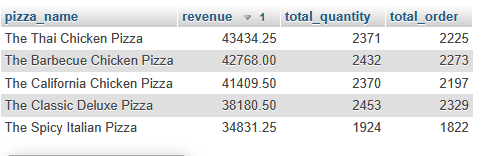 pizza_name revenue 1 total_quantity total_order
The Thai Chicken Pizza 43434.25 2371 2225
The Barbecue Chicken Pizza 42768.00 2432 2273
The California Chicken Pizza 41409.50 2370 2197
The Classic Deluxe Pizza 38180.50 2453 2329
The Spicy Italian Pizza 34831.25 1924 1822